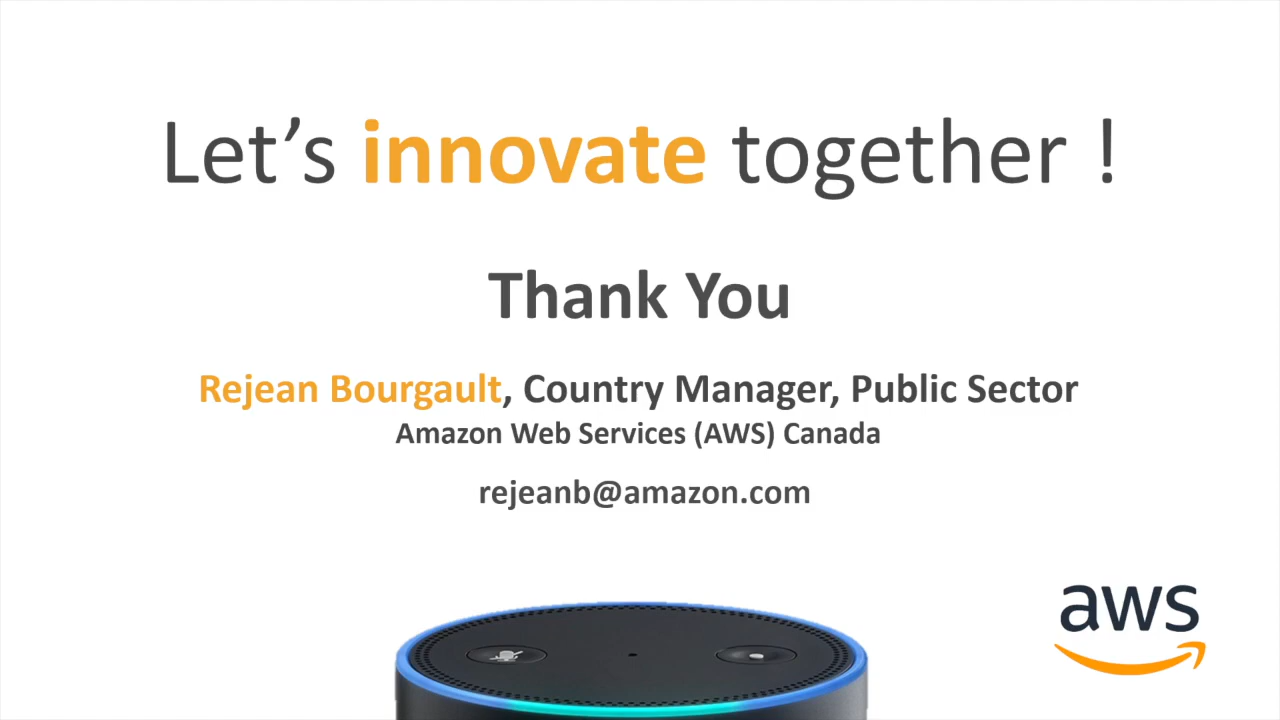 Let’s innovate together !
Thank You
Rejean Bourgault, Country Manager, Public Sector
Amazon Web Services (AWS) Canada
rejeanb@amazon.com
aws